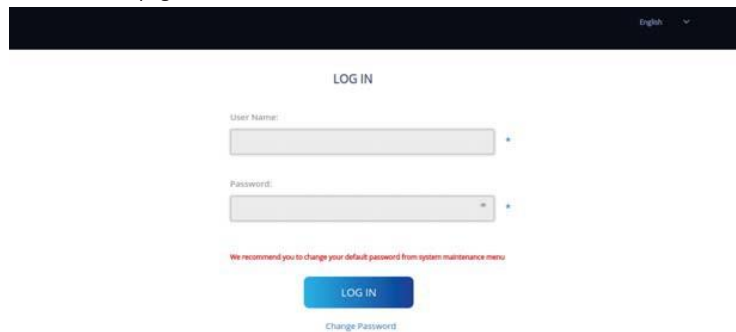 English
LOG IN
User Name:
*
Password:
*
We recommend you to change your default password from system maintenance menu
LOG IN
Change Password